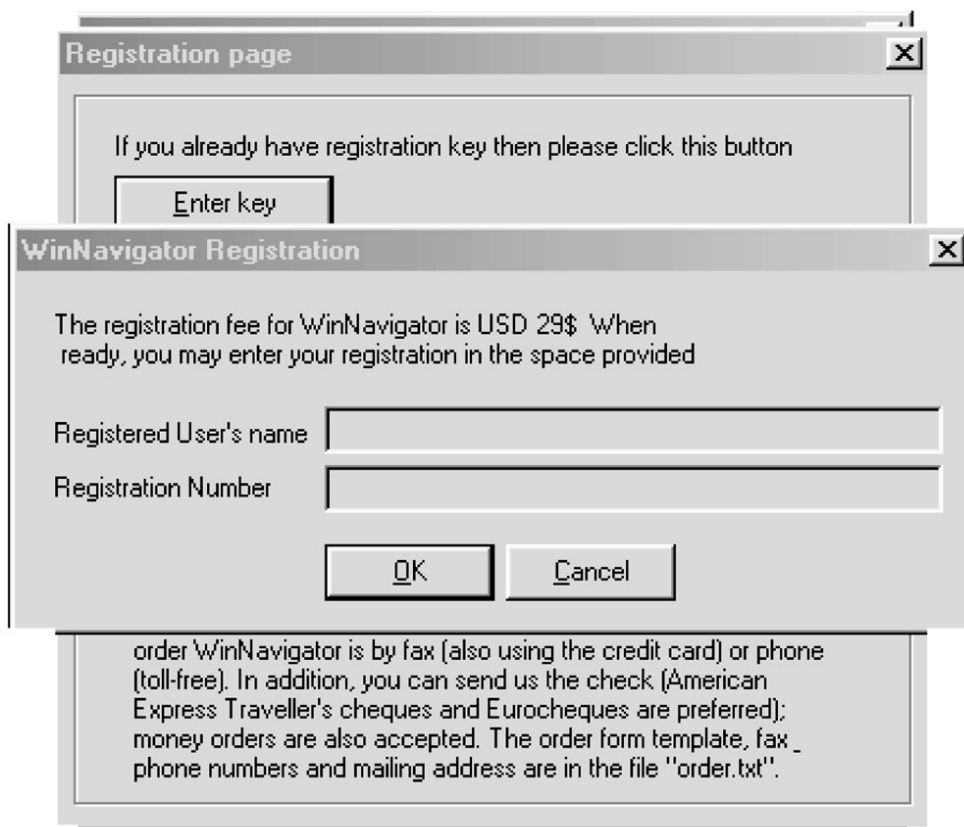 Registration page
If you already have registration key then please click this button
Enter key
WinNavigator Registration
The registration fee for WinNavigator is USD 29$ When
ready, you may enter your registration in the space provided
Registered User's name
Registration Number
OK Cancel
order WinNavigator is by fax (also using the credit card) or phone
(toll-free). In addition, you can send us the check (American
Express Traveller's cheques and Eurocheques are preferred);
money orders are also accepted. The order form template, fax _
phone numbers and mailing address are in the file "order.txt".